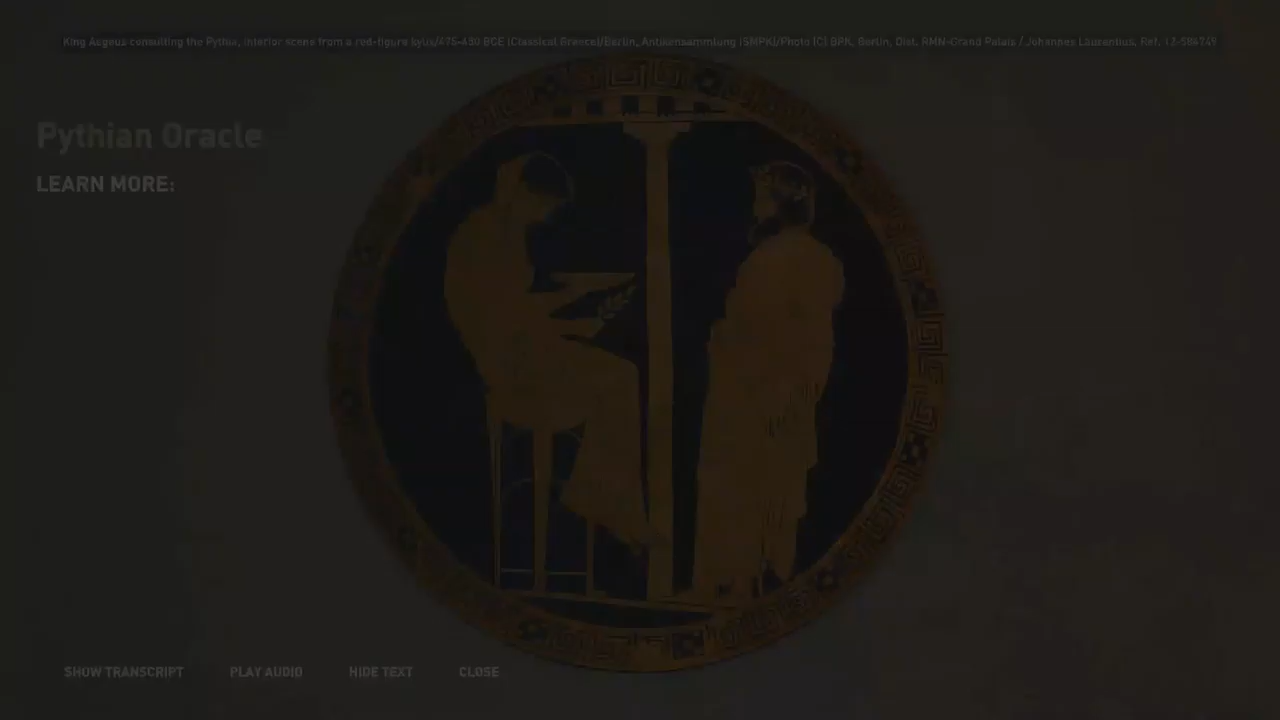 King Aegeus consulting the Pythia, interior scene from a red-figure kylix/475-450 BCE (Classical Greece)/Berlin, Antikensammlung (SMPK)/Photo (C) BPK, Berlin, Dist. RMN-Grand Palais / Johannes Laurentius, Ref. 13-584749
Pythian Oracle
LEARN MORE:
SHOW TRANSCRIPT PLAY AUDIO HIDE TEXT CLOSE